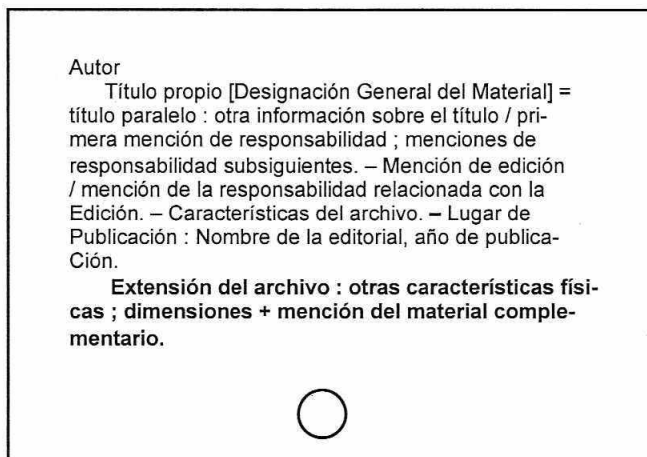 Autor
Título propio [Designación General del Material] =
título paralelo : otra información sobre el título / pri-
mera mención de responsabilidad ; menciones de
responsabilidad subsiguientes. – Mención de edición
/ mención de la responsabilidad relacionada con la
Edición. – Características del archivo. – Lugar de
Publicación : Nombre de la editorial, año de publica-
Ción.
Extensión del archivo : otras características físi-
cas ; dimensiones + mención del material comple-
mentario.